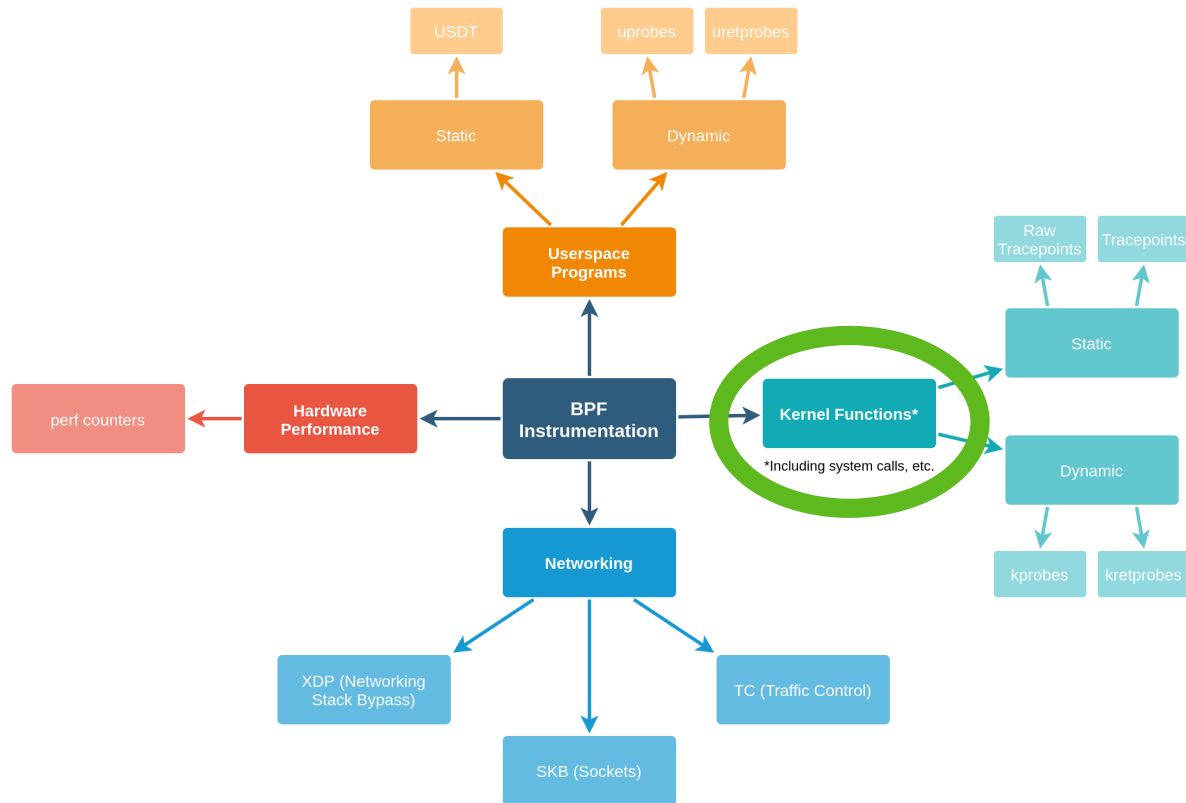 USDT
uprobes
uretprobes
Static
Dynamic
Userspace
Programs
Raw
Tracepoints
Tracepoints
Static
perf counters
Hardware
Performance
BPF
Instrumentation
Kernel Functions*
*Including system calls, etc.
Dynamic
Networking
kprobes
kretprobes
XDP (Networking
Stack Bypass)
TC (Traffic Control)
SKB (Sockets)